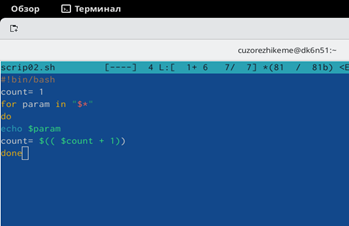 Обзор Терминал
cuzorezhikeme@dk6n51:~
scrip02.sh [----] 4 L:[ 1+ 6 7/ 7] *(81 / 81b) <E
#!bin/bash
count= 1
for param in "$*"
do
echo $param
count= $(( $count + 1))
done